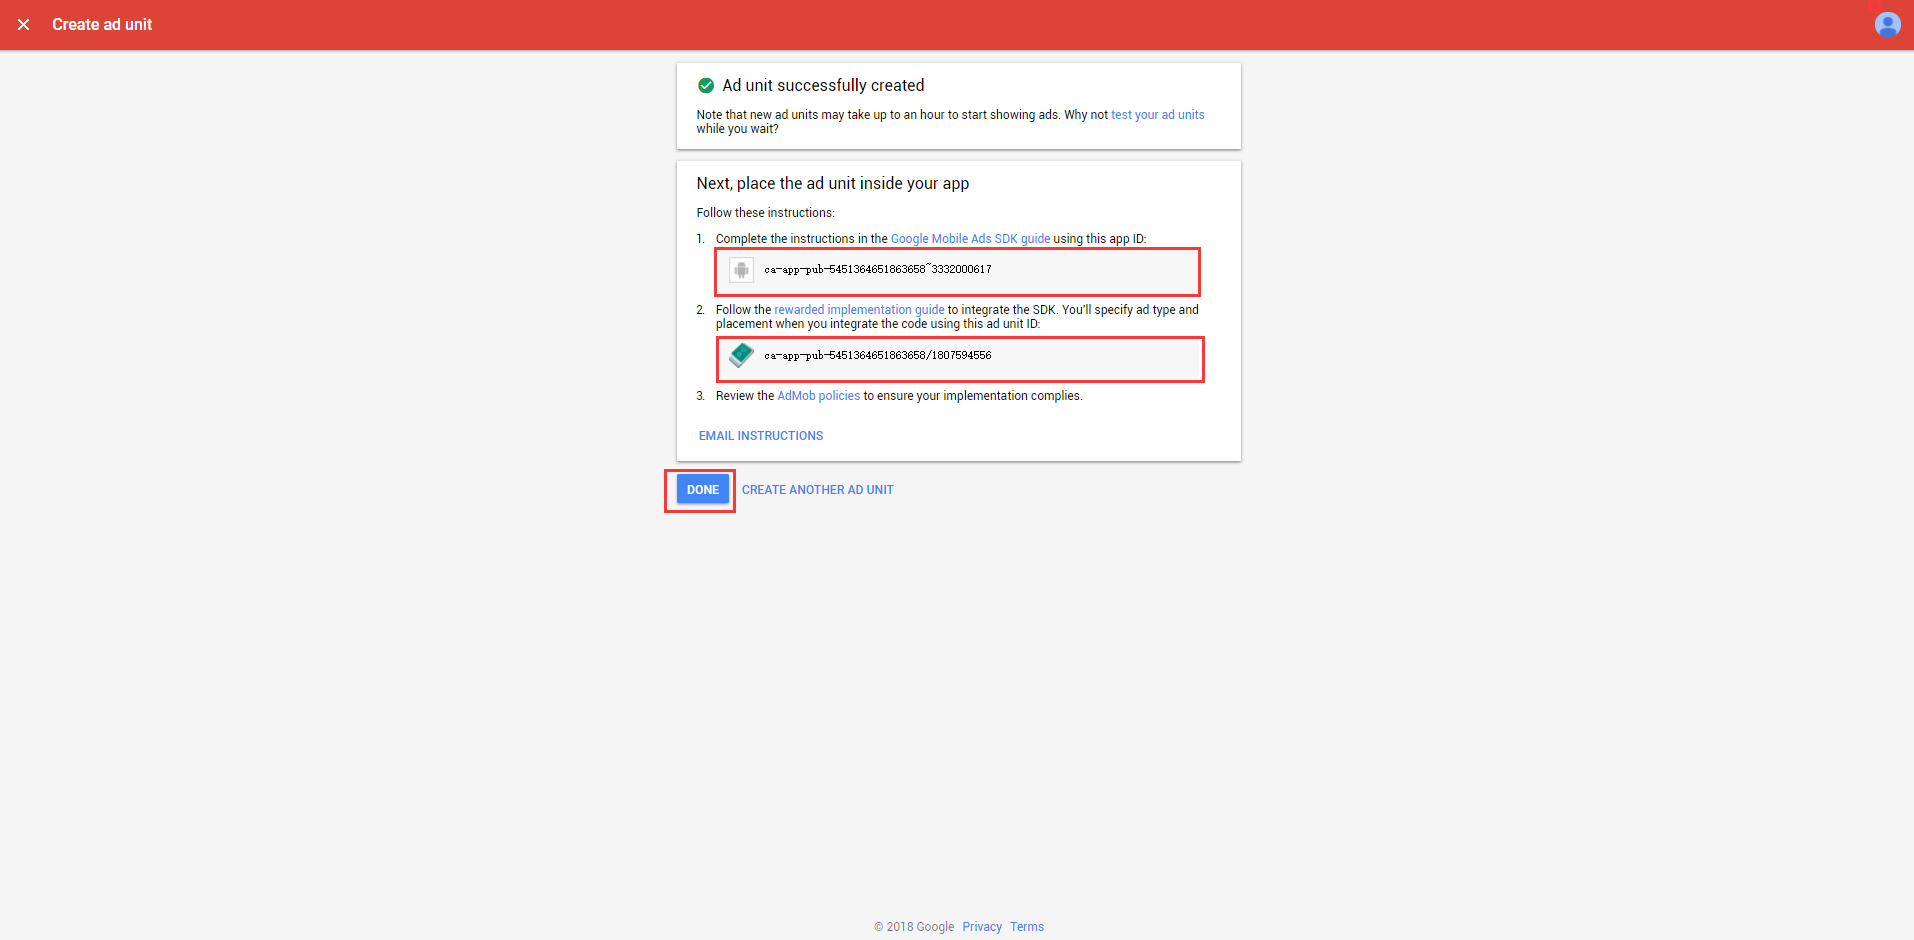 Create ad unit
Ad unit successfully created
Note that new ad units may take up to an hour to start showing ads. Why not test your ad units
while you wait?
Next, place the ad unit inside your app
Follow these instructions:
1. Complete the instructions in the Google Mobile Ads SDK guide using this app ID:
ca-app-pub-5451364651863658~3332000617
2. Follow the rewarded implementation guide to integrate the SDK. You'll specify ad type and
placement when you integrate the code using this ad unit ID:
ca-app-pub-5451364651863658/1807594556
3. Review the AdMob policies to ensure your implementation complies.
EMAIL INSTRUCTIONS
DONE CREATE ANOTHER AD UNIT
© 2018 Google Privacy Terms